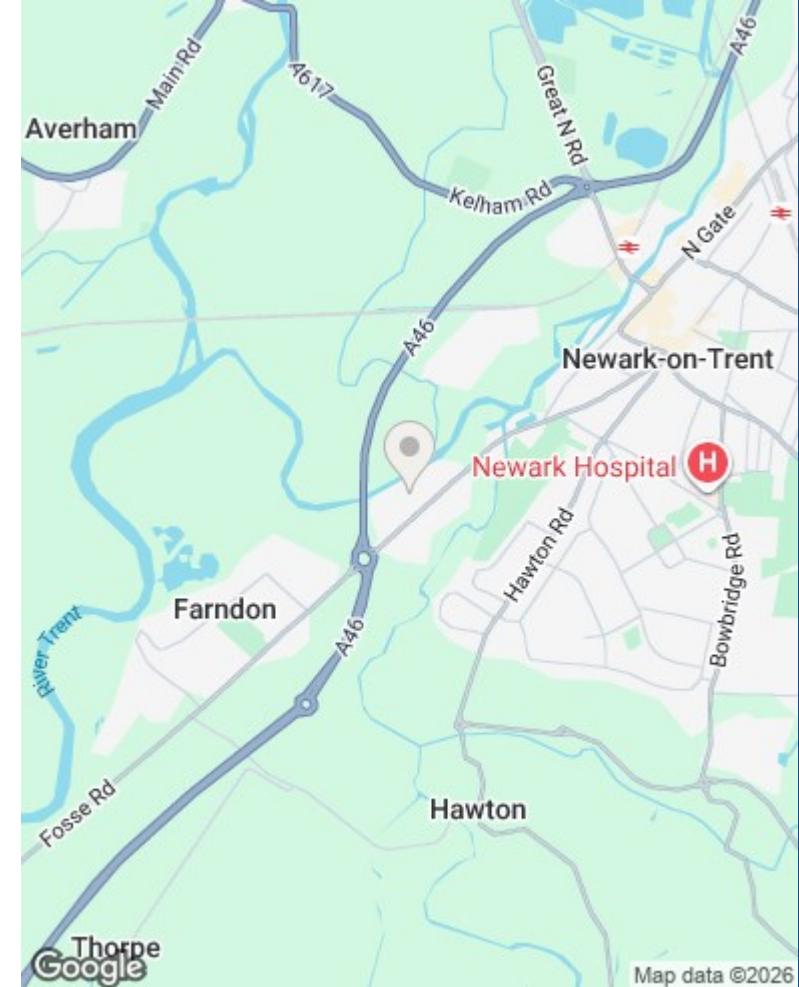 A46
Main Rd
A617
Great N Rd
Averham
Kelham Rd
N Gate
A46
Newark-on-Trent
Newark Hospital
H
Hawton Rd
Bowbridge Rd
Farndon
River Trent
A46
Fosse Rd
Hawton
Thorpe
Google
Map data ©2026